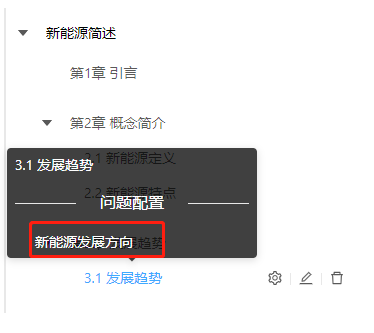 新能源简述
第1章 引言
第2章 概念简介
3.1 发展趋势
2.1 新能源定义
2.2 新能源特点
问题配置
新能源发展方向
趋势
3.1 发展趋势